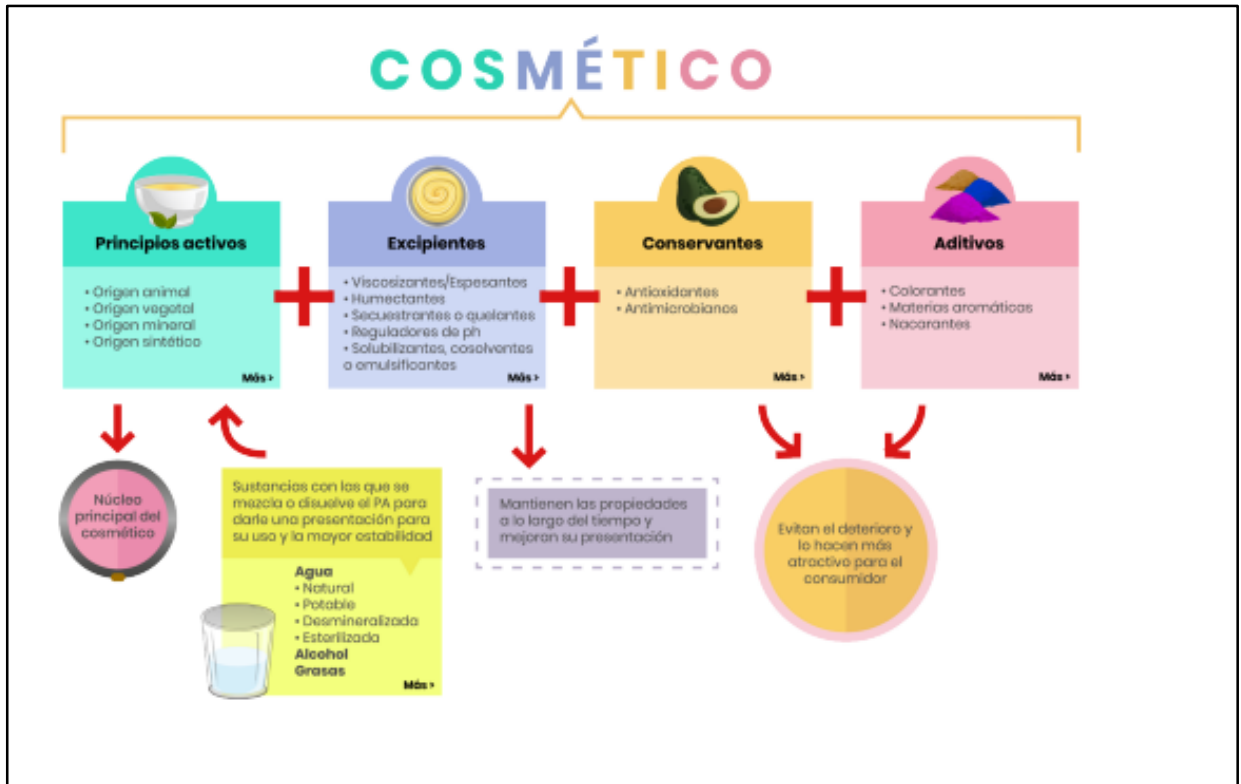 COSMÉTICO
Principios activos
• Origen animal
• Origen vegetal
• Origen mineral
• Origen sintético
Más >
Excipientes
• Viscosizantes/Espesantes
• Humectantes
• Secuestrantes o quelantes
• Reguladores de ph
• Solubilizantes, cosolventes
o emulsificantes
Más >
Conservantes
• Antioxidantes
• Antimicrobianos
Más >
Aditivos
• Colorantes
• Materias aromáticas
• Nacarantes
Más >
Núcleo
principal del
cosmético
Sustancias con las que se
mezcla o disuelve el PA para
darle una presentación para
su uso y la mayor estabilidad
Agua
• Natural
• Potable
• Desmineralizada
• Esterilizada
Alcohol
Grasas
Más >
Mantienen las propiedades
a lo largo del tiempo y
mejoran su presentación
Evitan el deterioro y
lo hacen más
atractivo para el
consumidor